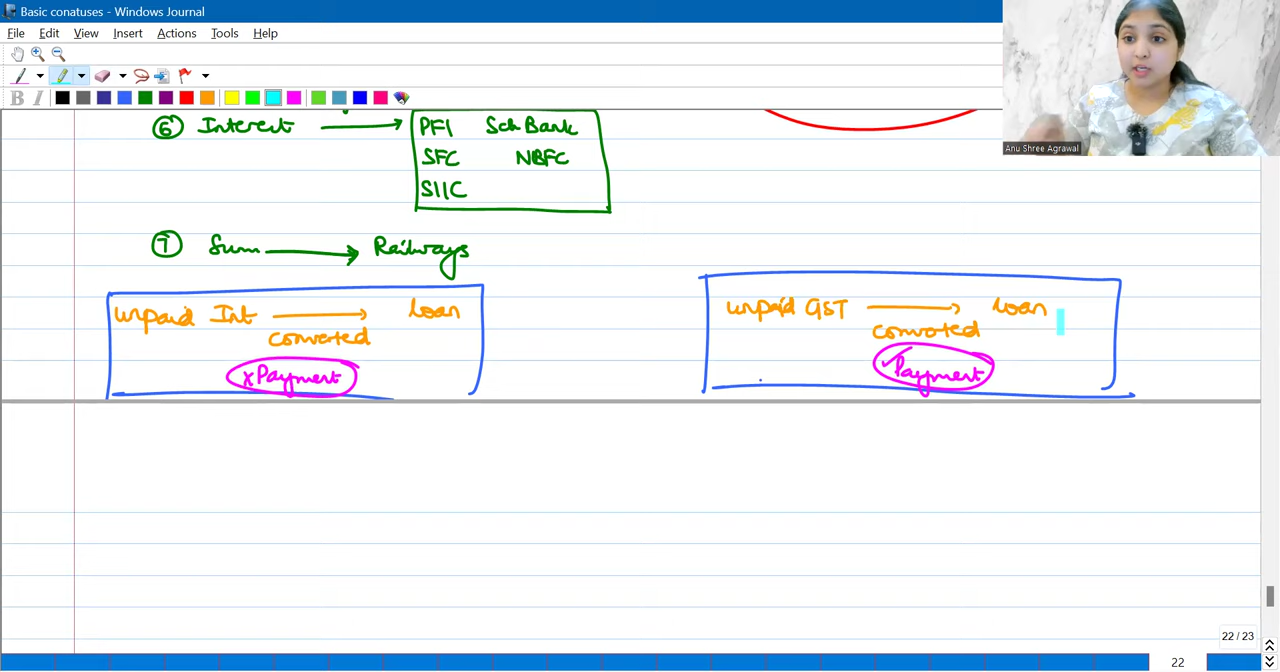 Basic conatuses - Windows Journal
File Edit View Insert Actions Tools Help
B I
Anu Shree Agrawal
⑥ Interest → PFI Sch Bank
SFC NBFC
SIIC
⑦ Sum → Railways
unpaid Int → loan
converted
x Payment
unpaid GST → loan
converted
✓ Payment
22 / 23
22